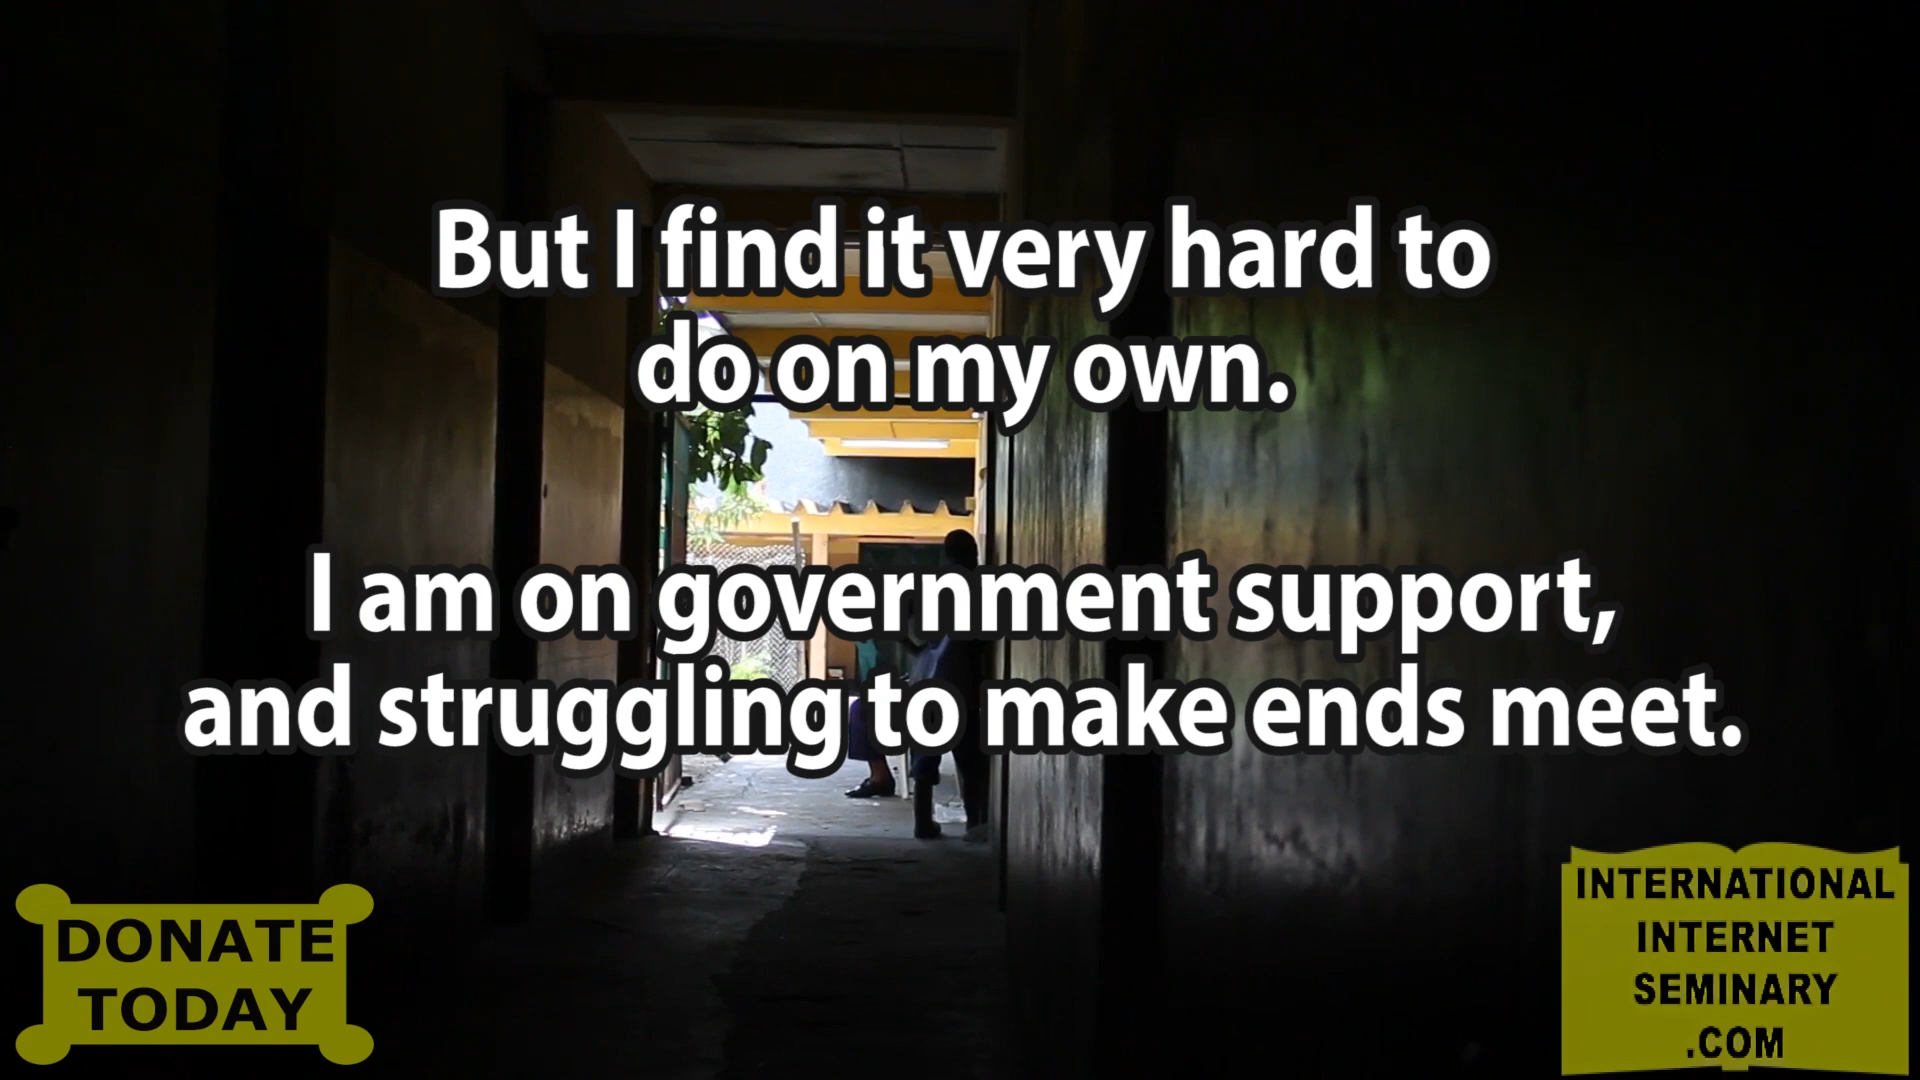 But I find it very hard to
do on my own.
I am on government support,
and struggling to make ends meet.
DONATE
TODAY
INTERNATIONAL
INTERNET
SEMINARY
.COM